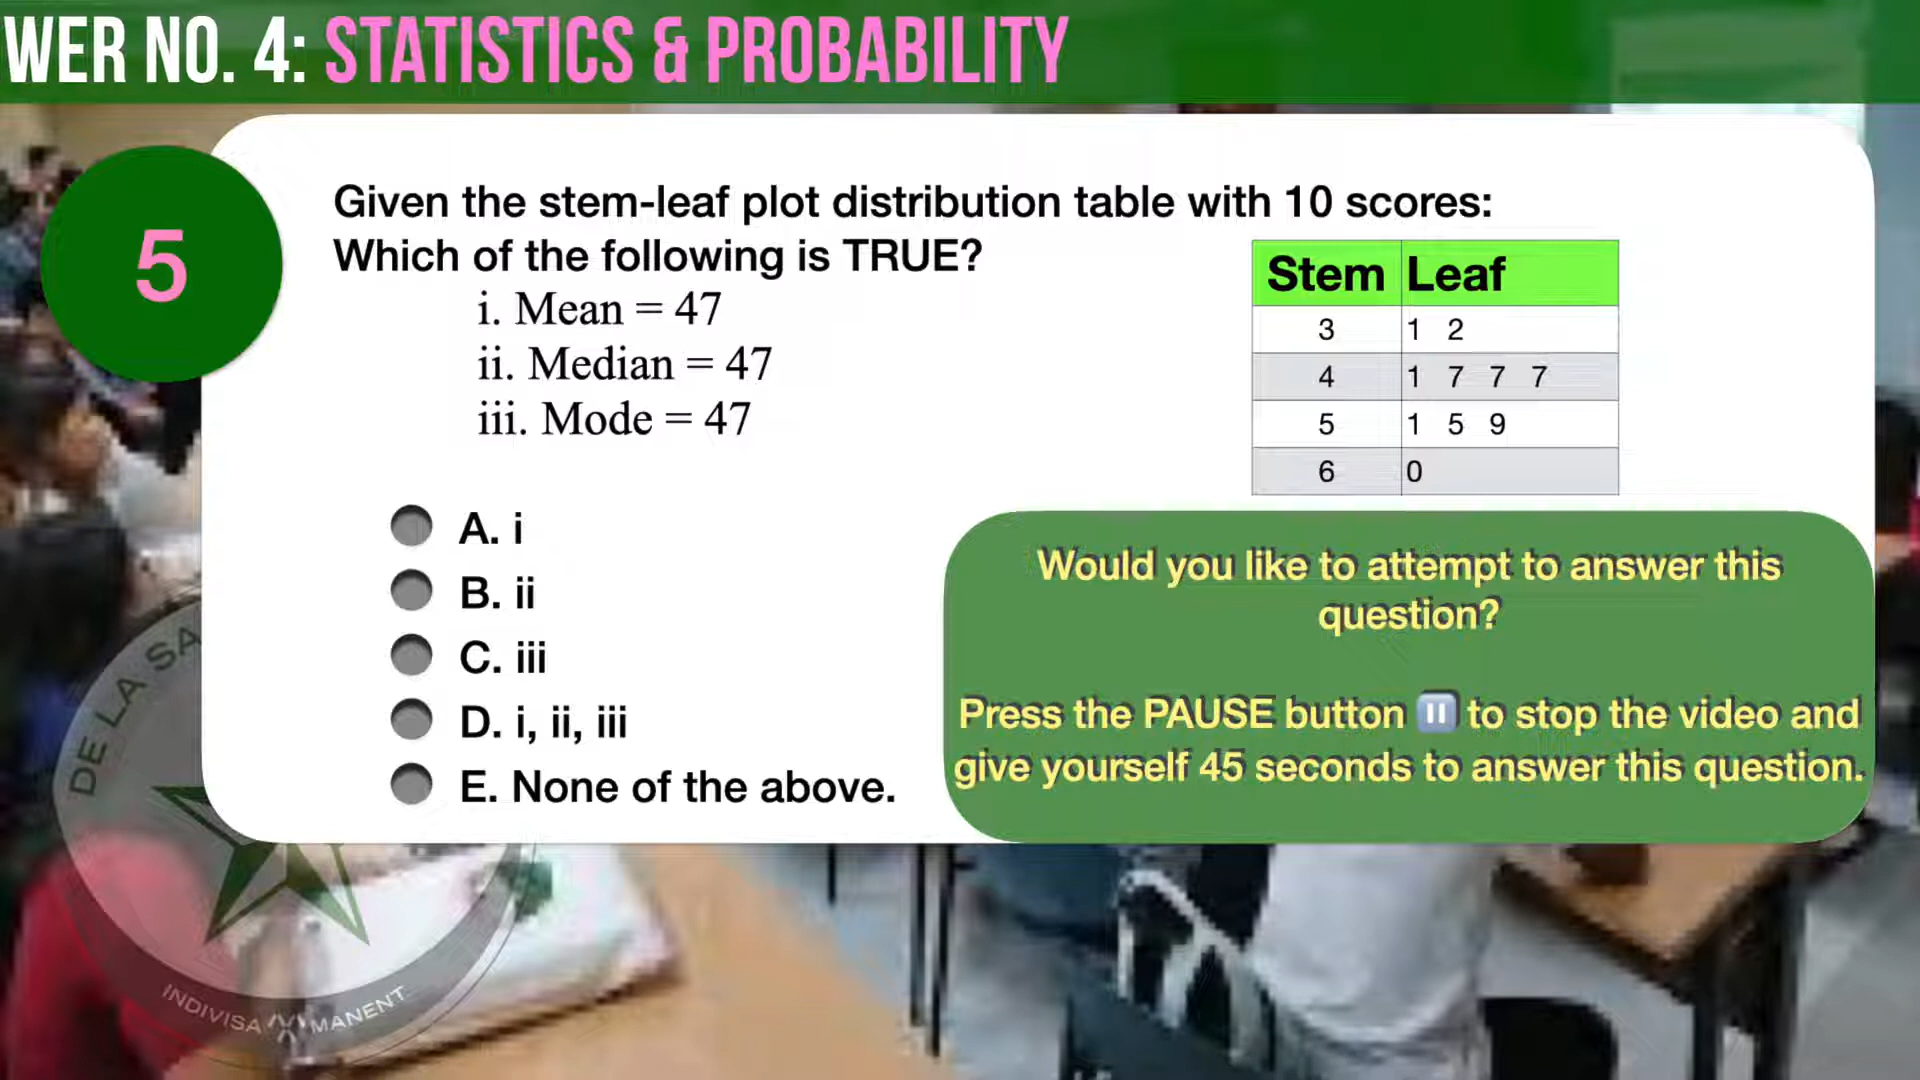 WER NO. 4: STATISTICS & PROBABILITY
5
Given the stem-leaf plot distribution table with 10 scores:
Which of the following is TRUE?
i. Mean = 47
ii. Median = 47
iii. Mode = 47
Stem Leaf
3 1 2
4 1 7 7 7
5 1 5 9
6 0
A. i
B. ii
C. iii
D. i, ii, iii
E. None of the above.
Would you like to attempt to answer this
question?
Press the PAUSE button ⏸ to stop the video and
give yourself 45 seconds to answer this question.
DE LA SA
INDIVISA MANENT